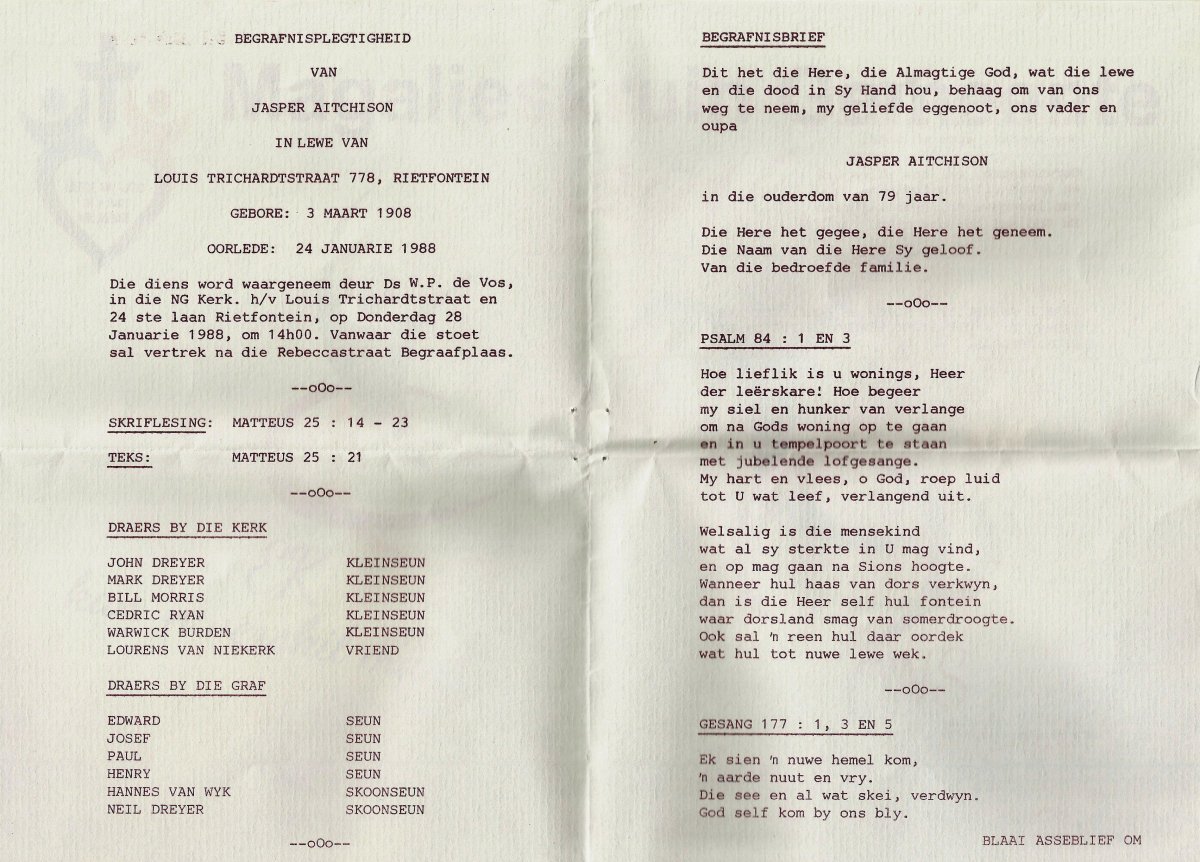 BEGRAFNISPLEGTIGHEID
VAN
JASPER AITCHISON
IN LEWE VAN
LOUIS TRICHARDTSTRAAT 778, RIETFONTEIN
GEBORE: 3 MAART 1908
OORLEDE: 24 JANUARIE 1988
Die diens word waargeneem deur Ds W.P. de Vos,
in die NG Kerk. h/v Louis Trichardtstraat en
24 ste laan Rietfontein, op Donderdag 28
Januarie 1988, om 14h00. Vanwaar die stoet
sal vertrek na die Rebeccastraat Begraafplaas.
--oOo--
SKRIFLESING: MATTEUS 25 : 14 - 23
TEKS: MATTEUS 25 : 21
--oOo--
DRAERS BY DIE KERK
JOHN DREYER KLEINSEUN
MARK DREYER KLEINSEUN
BILL MORRIS KLEINSEUN
CEDRIC RYAN KLEINSEUN
WARWICK BURDEN KLEINSEUN
LOURENS VAN NIEKERK VRIEND
DRAERS BY DIE GRAF
EDWARD SEUN
JOSEF SEUN
PAUL SEUN
HENRY SEUN
HANNES VAN WYK SKOONSEUN
NEIL DREYER SKOONSEUN
--oOo--
BEGRAFNISBRIEF
Dit het die Here, die Almagtige God, wat die lewe
en die dood in Sy Hand hou, behaag om van ons
weg te neem, my geliefde eggenoot, ons vader en
oupa
JASPER AITCHISON
in die ouderdom van 79 jaar.
Die Here het gegee, die Here het geneem.
Die Naam van die Here Sy geloof.
Van die bedroefde familie.
--oOo--
PSALM 84 : 1 EN 3
Hoe lieflik is u wonings, Heer
der leërskare! Hoe begeer
my siel en hunker van verlange
om na Gods woning op te gaan
en in u tempelpoort te staan
met jubelende lofgesange.
My hart en vlees, o God, roep luid
tot U wat leef, verlangend uit.
Welsalig is die mensekind
wat al sy sterkte in U mag vind,
en op mag gaan na Sions hoogte.
Wanneer hul haas van dors verkwyn,
dan is die Heer self hul fontein
waar dorsland smag van somerdroogte.
Ook sal 'n reen hul daar oordek
wat hul tot nuwe lewe wek.
--oOo--
GESANG 177 : 1, 3 EN 5
Ek sien 'n nuwe hemel kom,
'n aarde nuut en vry.
Die see en al wat skei, verdwyn.
God self kom by ons bly.
BLAAI ASSEBLIEF OM